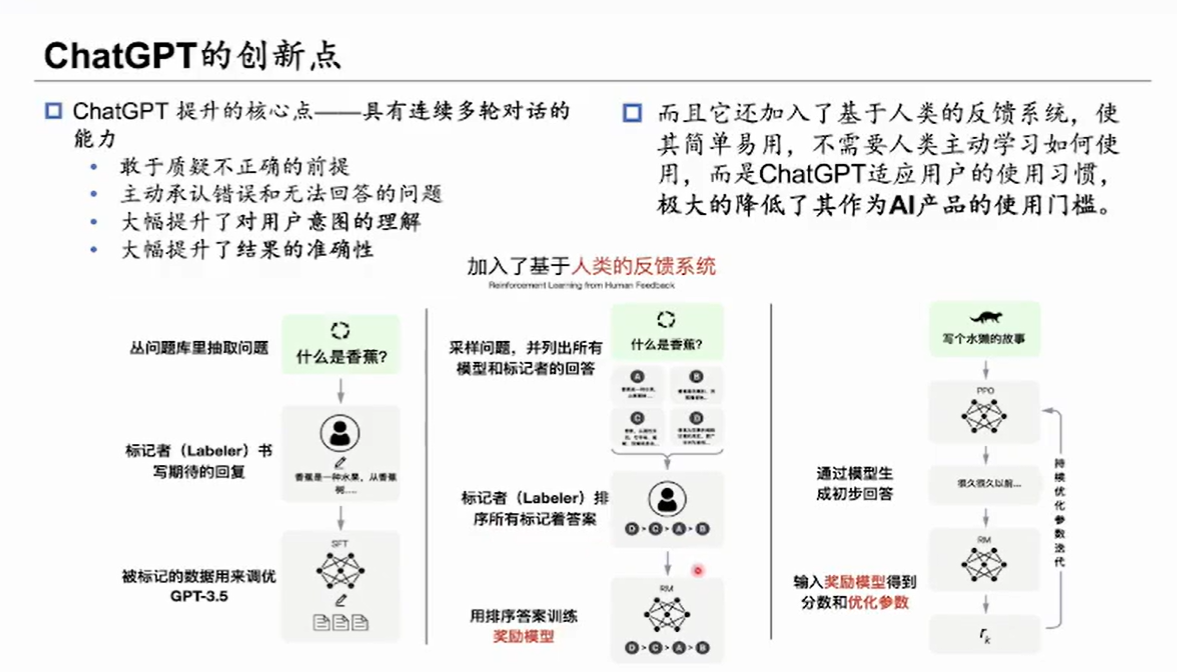 ChatGPT的创新点
ChatGPT 提升的核心点——具有连续多轮对话的
能力
敢于质疑不正确的前提
主动承认错误和无法回答的问题
大幅提升了对用户意图的理解
大幅提升了结果的准确性
而且它还加入了基于人类的反馈系统，使
其简单易用，不需要人类主动学习如何使
用，而是ChatGPT适应用户的使用习惯，
极大的降低了其作为AI产品的使用门槛。
加入了基于人类的反馈系统
Reinforcement Learning from Human Feedback
丛问题库里抽取问题
什么是香蕉?
标记者（Labeler）书
写期待的回复
香蕉是一种水果，从香蕉
树....
被标记的数据用来调优
GPT-3.5
SFT
采样问题，并列出所有
模型和标记者的回答
什么是香蕉?
A
B
C
D
标记者（Labeler）排
序所有标记着答案
D > C > A > B
用排序答案训练
奖励模型
RM
D > C > A > B
写个水獭的故事
PPO
通过模型生
成初步回答
很久很久以前...
RM
输入奖励模型得到
分数和优化参数
rk
持续优化参数迭代